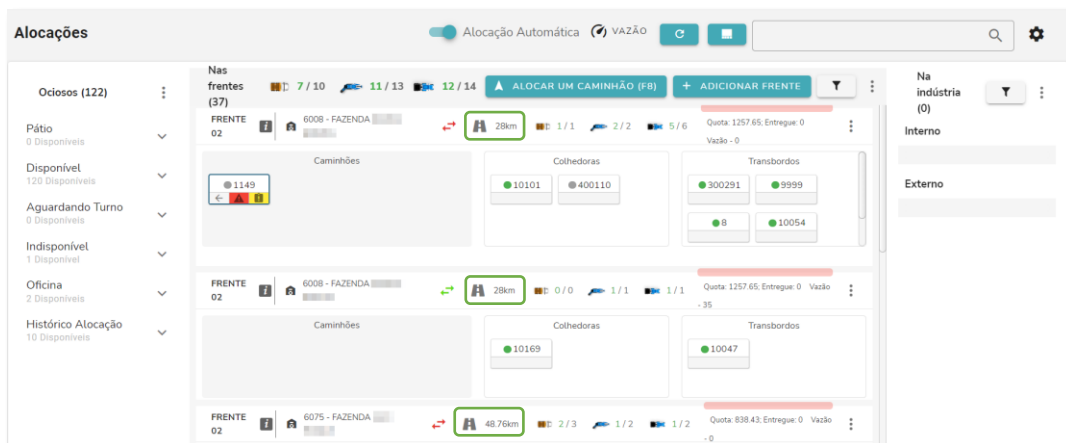 Alocações
Alocação Automática
VAZÃO
Ociosos (122)
Pátio
0 Disponíveis
Disponível
120 Disponíveis
Aguardando Turno
0 Disponíveis
Indisponível
1 Disponível
Oficina
2 Disponíveis
Histórico Alocação
10 Disponíveis
Nas
frentes
(37)
7/10 11/13 12/14
ALOCAR UM CAMINHÃO (F8)
+ ADICIONAR FRENTE
FRENTE
02
6008 - FAZENDA
28km
1/1 2/2 5/6
Quota: 1257.65; Entregue: 0
Vazão - 0
Caminhões
1149
Colhedoras
10101 400110
Transbordos
300291 9999
8 10054
FRENTE
02
6008 - FAZENDA
28km
0/0 1/1 1/1
Quota: 1257.65; Entregue: 0 Vazão
- 35
Caminhões
Colhedoras
10169
Transbordos
10047
FRENTE
02
6075 - FAZENDA
48.76km
2/3 1/2 1/2
Quota: 838.43; Entregue: 0 Vazão
- 0
Na
indústria
(0)
Interno
Externo